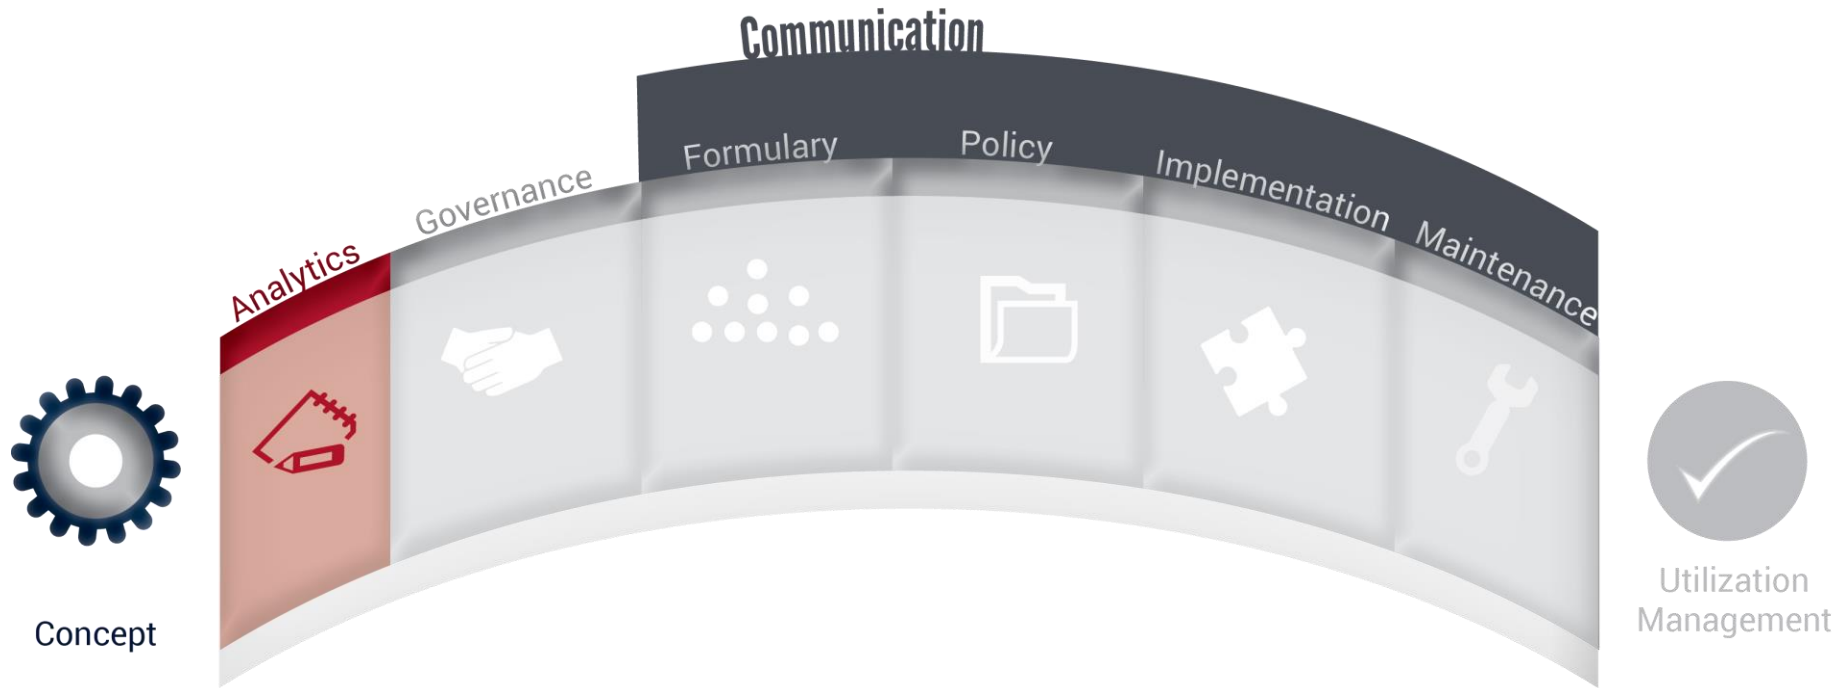 Communication
Formulary
Policy
Implementation
Maintenance
Governance
Analytics
Concept
Utilization
Management